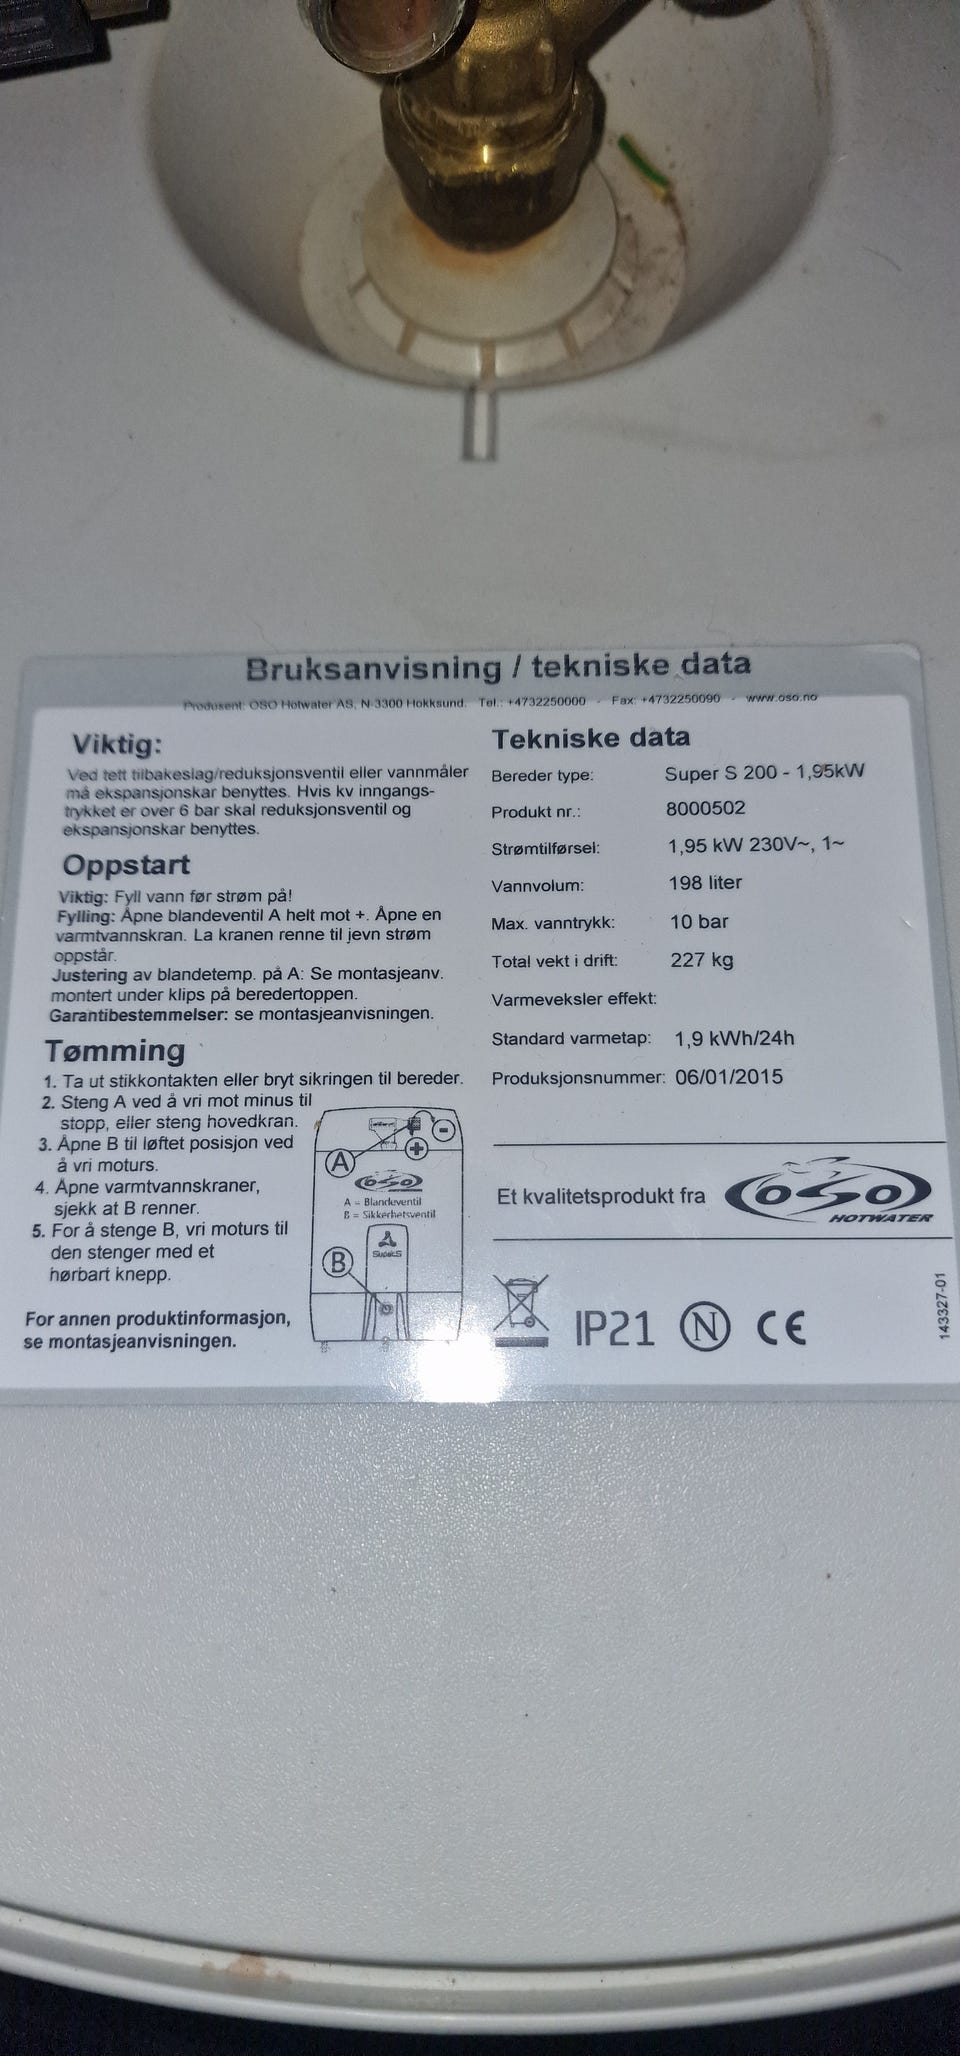 Bruksanvisning / tekniske data
Produsent: OSO Hotwater AS, N-3300 Hokksund. Tel.: +4732250000 - Fax: +4732250090 - www.oso.no
Viktig:
Ved tett tilbakeslag/reduksjonsventil eller vannmåler
må ekspansjonskar benyttes. Hvis kv inngangs-
trykket er over 6 bar skal reduksjonsventil og
ekspansjonskar benyttes.
Oppstart
Viktig: Fyll vann før strøm på!
Fylling: Åpne blandeventil A helt mot +. Åpne en
varmtvannskran. La kranen renne til jevn strøm
oppstår.
Justering av blandetemp. på A: Se montasjeanv.
montert under klips på beredertoppen.
Garantibestemmelser: se montasjeanvisningen.
Tømming
1. Ta ut stikkontakten eller bryt sikringen til bereder.
2. Steng A ved å vri mot minus til
stopp, eller steng hovedkran.
3. Åpne B til løftet posisjon ved
å vri moturs.
4. Åpne varmtvannskraner,
sjekk at B renner.
5. For å stenge B, vri moturs til
den stenger med et
hørbart knepp.
For annen produktinformasjon,
se montasjeanvisningen.
-
+
A
OSO
A = Blandeventil
B = Sikkerhetsventil
SuperS
B
Tekniske data
Bereder type: Super S 200 - 1,95kW
Produkt nr.: 8000502
Strømtilførsel: 1,95 kW 230V~, 1~
Vannvolum: 198 liter
Max. vanntrykk: 10 bar
Total vekt i drift: 227 kg
Varmeveksler effekt:
Standard varmetap: 1,9 kWh/24h
Produksjonsnummer: 06/01/2015
Et kvalitetsprodukt fra OSO
HOTWATER
IP21 N CE
143327-01